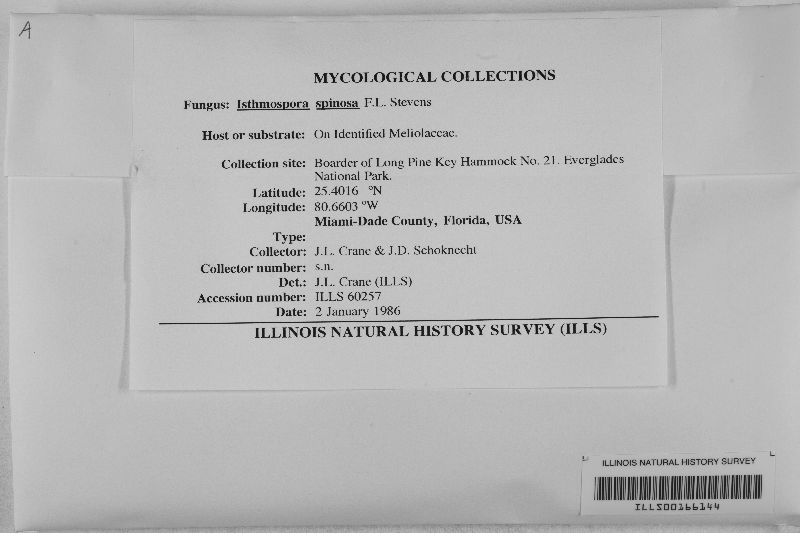 A
MYCOLOGICAL COLLECTIONS
Fungus: Isthmospora spinosa F.L. Stevens
Host or substrate: On Identified Meliolaceae.
Collection site: Boarder of Long Pine Key Hammock No. 21. Everglades
National Park.
Latitude: 25.4016 °N
Longitude: 80.6603 °W
Miami-Dade County, Florida, USA
Type:
Collector: J.L. Crane & J.D. Schoknecht
Collector number: s.n.
Det.: J.L. Crane (ILLS)
Accession number: ILLS 60257
Date: 2 January 1986
ILLINOIS NATURAL HISTORY SURVEY (ILLS)
ILLINOIS NATURAL HISTORY SURVEY
ILLS00166144